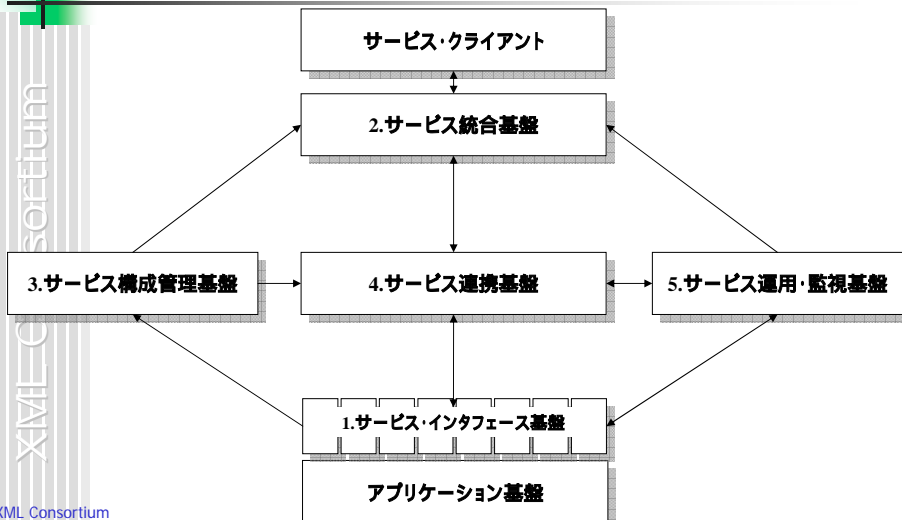 サービス・クライアント
2.サービス統合基盤
XML Consortium
3.サービス構成管理基盤
4.サービス連携基盤
5.サービス運用・監視基盤
1.サービス・インタフェース基盤
アプリケーション基盤
XML Consortium